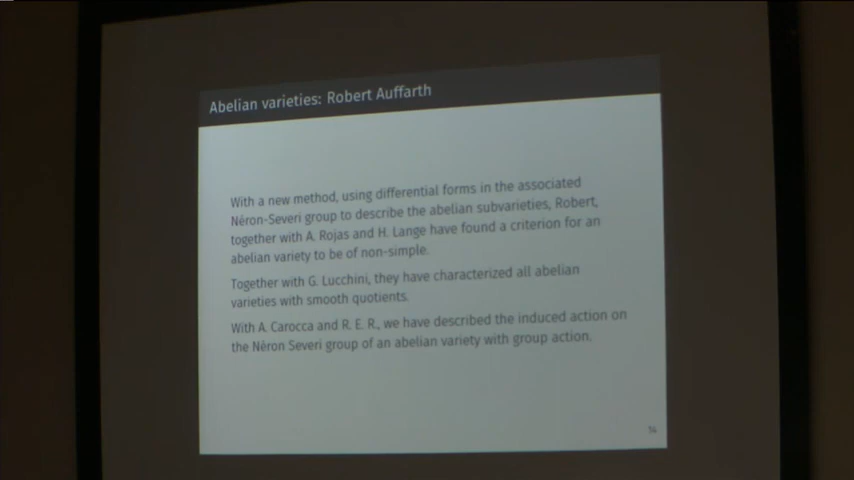 Abelian varieties: Robert Auffarth
With a new method, using differential forms in the associated
Néron-Severi group to describe the abelian subvarieties, Robert,
together with A. Rojas and H. Lange have found a criterion for an
abelian variety to be of non-simple.
Together with G. Lucchini, they have characterized all abelian
varieties with smooth quotients.
With A. Carocca and R. E. R., we have described the induced action on
the Nèron Severi group of an abelian variety with group action.
14